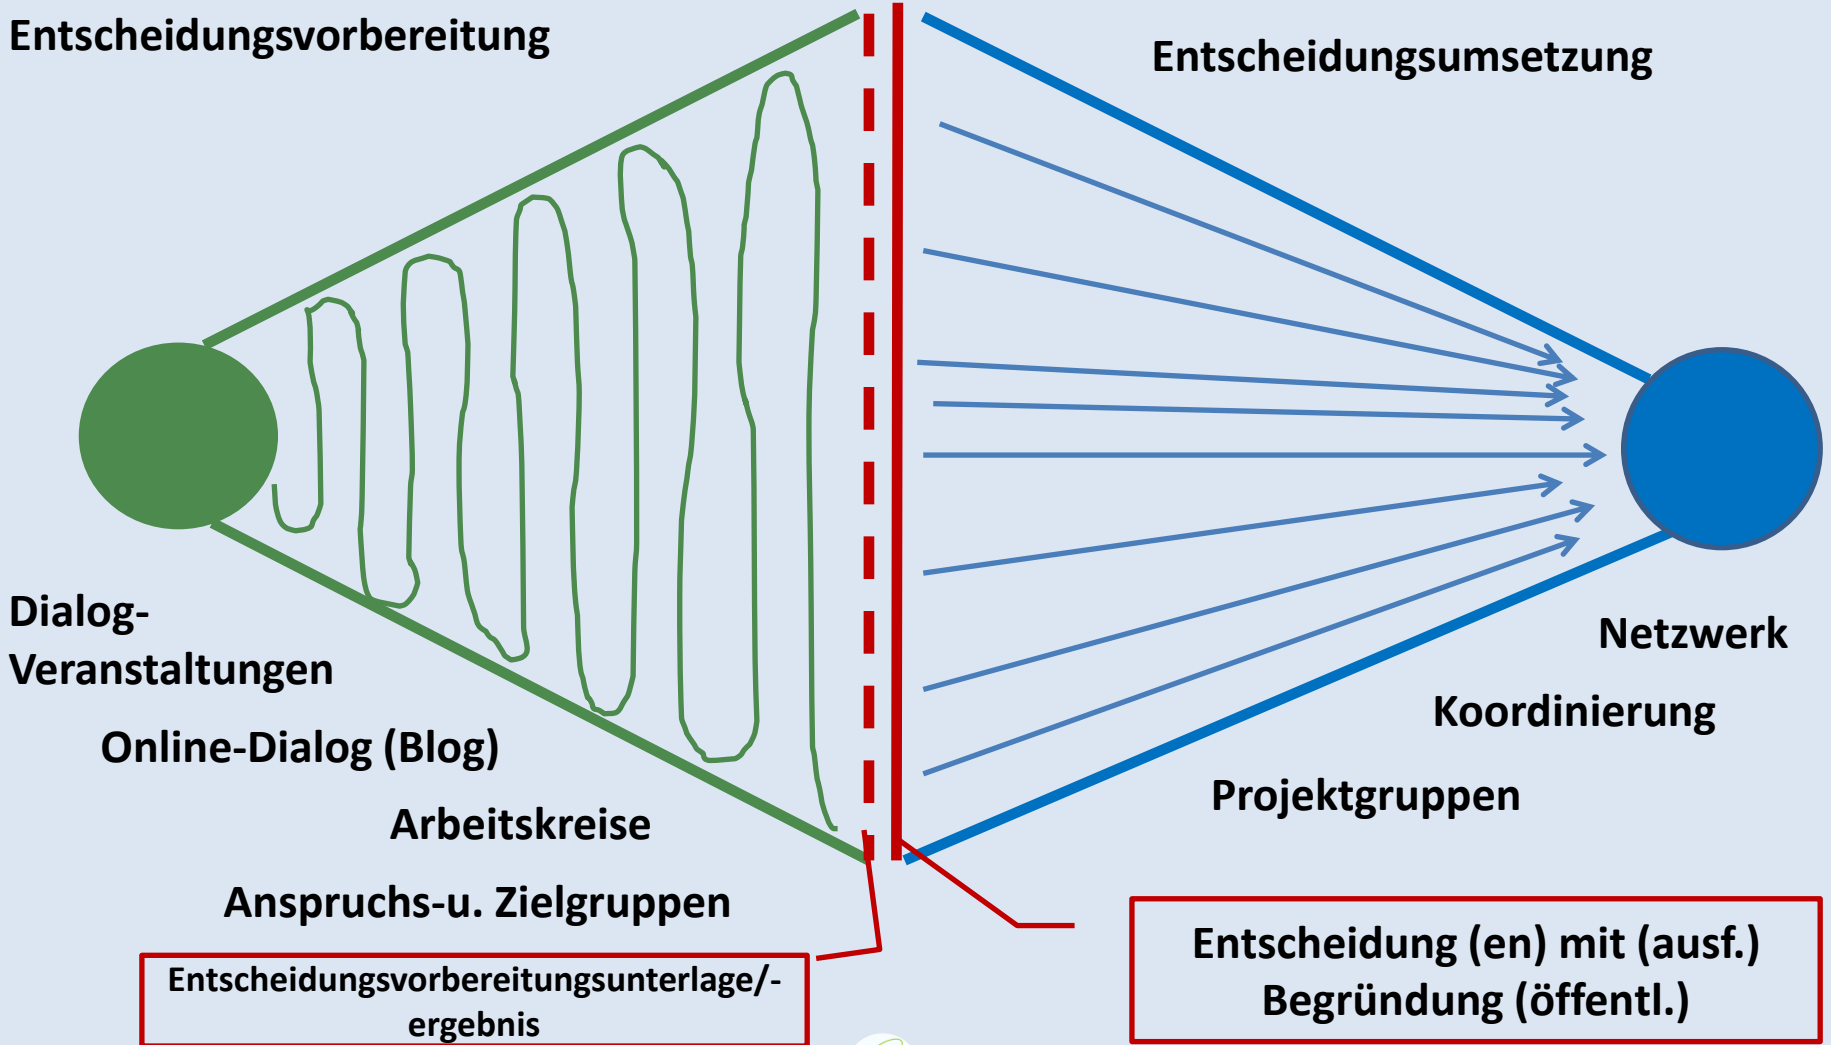 Entscheidungsvorbereitung
Entscheidungsumsetzung
Dialog-
Veranstaltungen
Online-Dialog (Blog)
Arbeitskreise
Anspruchs-u. Zielgruppen
Entscheidungsvorbereitungsunterlage/-
ergebnis
Netzwerk
Koordinierung
Projektgruppen
Entscheidung (en) mit (ausf.)
Begründung (öffentl.)